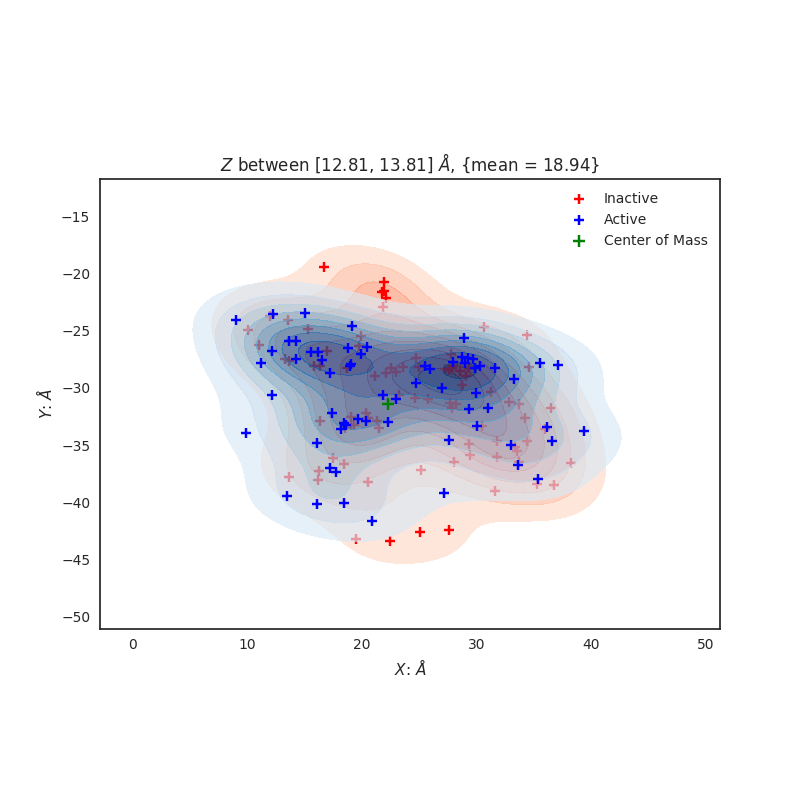 Z between [12.81, 13.81] Å, {mean = 18.94}
Inactive
Active
Center of Mass
−15
−20
−25
−30
−35
−40
−45
−50
Y: Å
0 10 20 30 40 50
X: Å